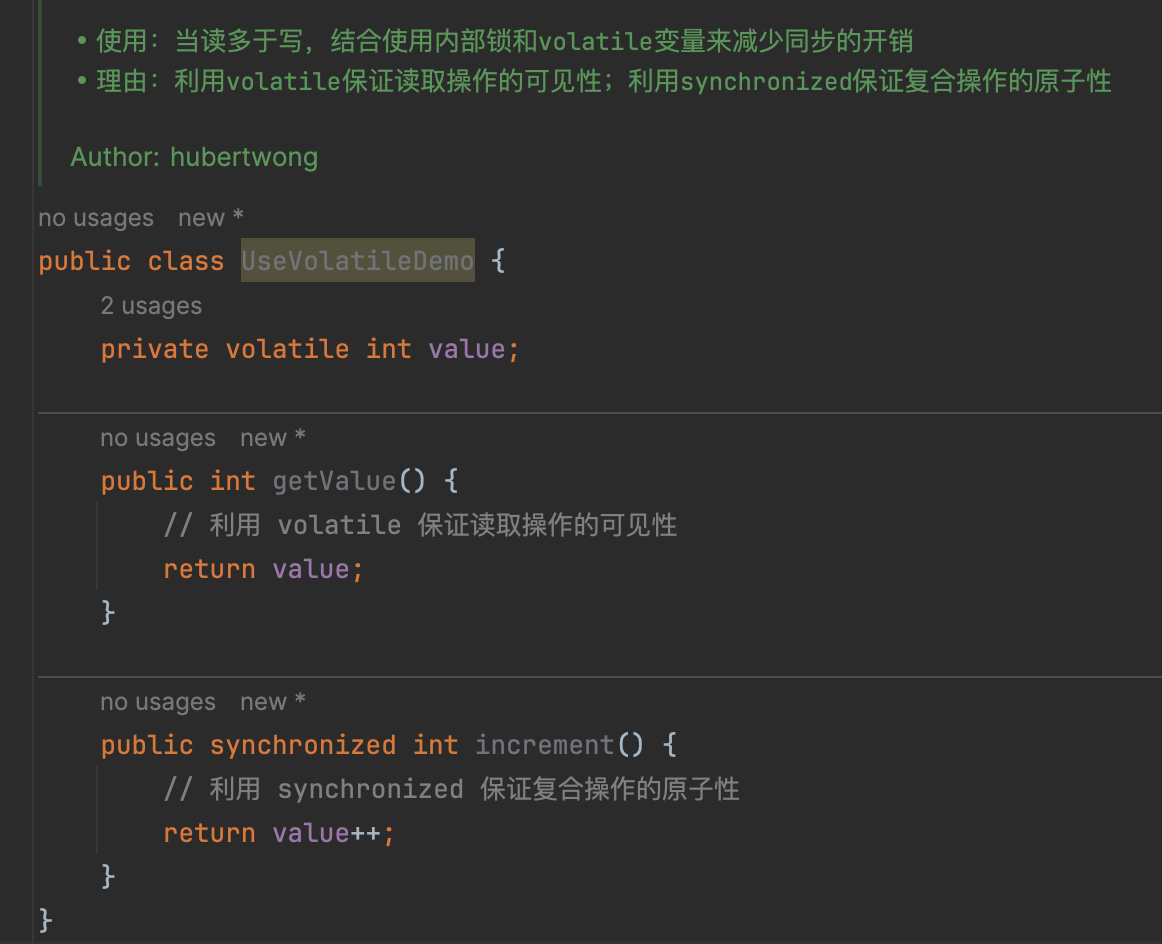 • 使用：当读多于写，结合使用内部锁和volatile变量来减少同步的开销
• 理由：利用volatile保证读取操作的可见性；利用synchronized保证复合操作的原子性
Author: hubertwong
no usages new *
public class UseVolatileDemo {
2 usages
private volatile int value;
no usages new *
public int getValue() {
// 利用 volatile 保证读取操作的可见性
return value;
}
no usages new *
public synchronized int increment() {
// 利用 synchronized 保证复合操作的原子性
return value++;
}
}